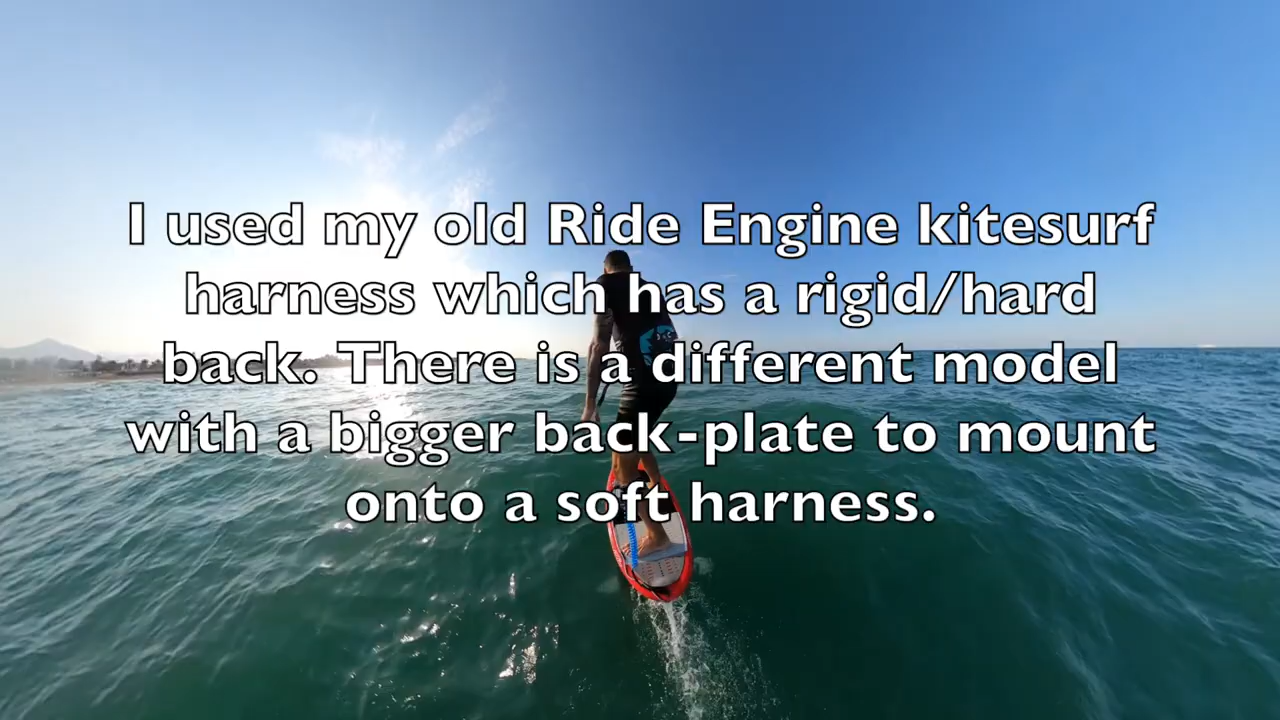 I used my old Ride Engine kitesurf
harness which has a rigid/hard
back. There is a different model
with a bigger back-plate to mount
onto a soft harness.